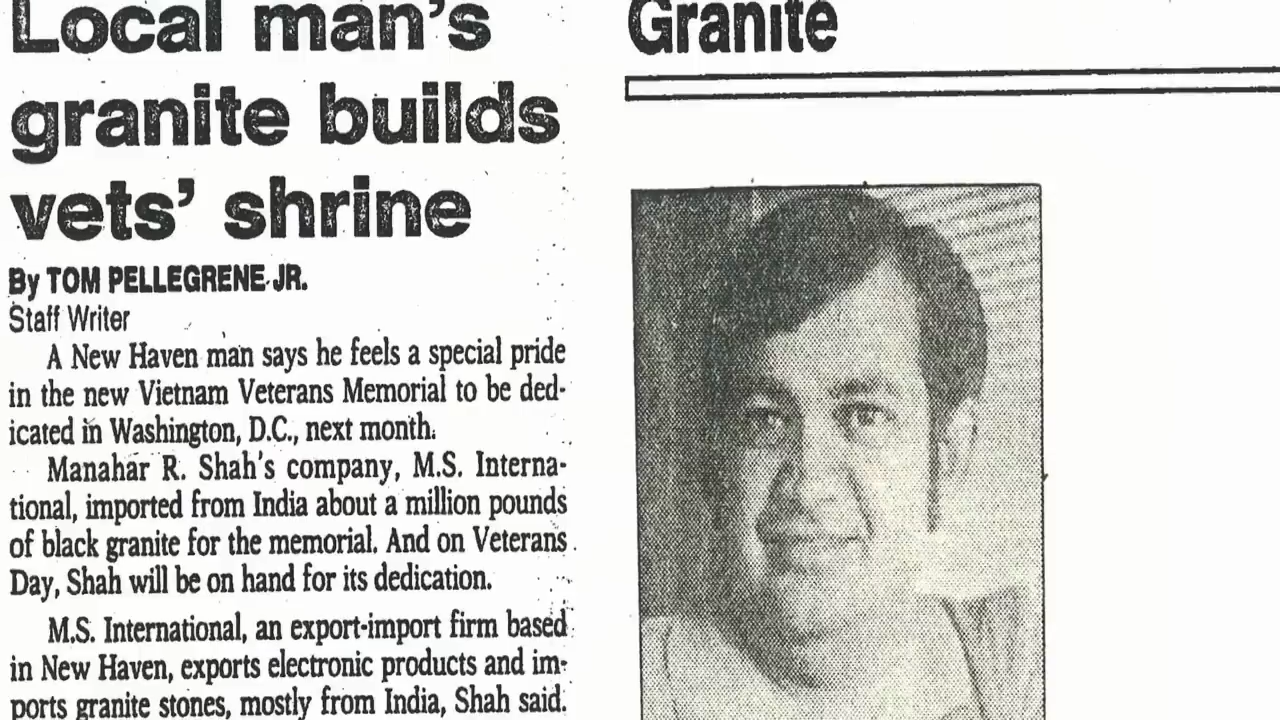 Local man's
granite builds
vets' shrine
By TOM PELLEGRENE JR.
Staff Writer
A New Haven man says he feels a special pride
in the new Vietnam Veterans Memorial to be ded-
icated in Washington, D.C., next month.
Manahar R. Shah's company, M.S. Interna-
tional, imported from India about a million pounds
of black granite for the memorial. And on Veterans
Day, Shah will be on hand for its dedication.
M.S. International, an export-import firm based
in New Haven, exports electronic products and im-
ports granite stones, mostly from India, Shah said.
Granite